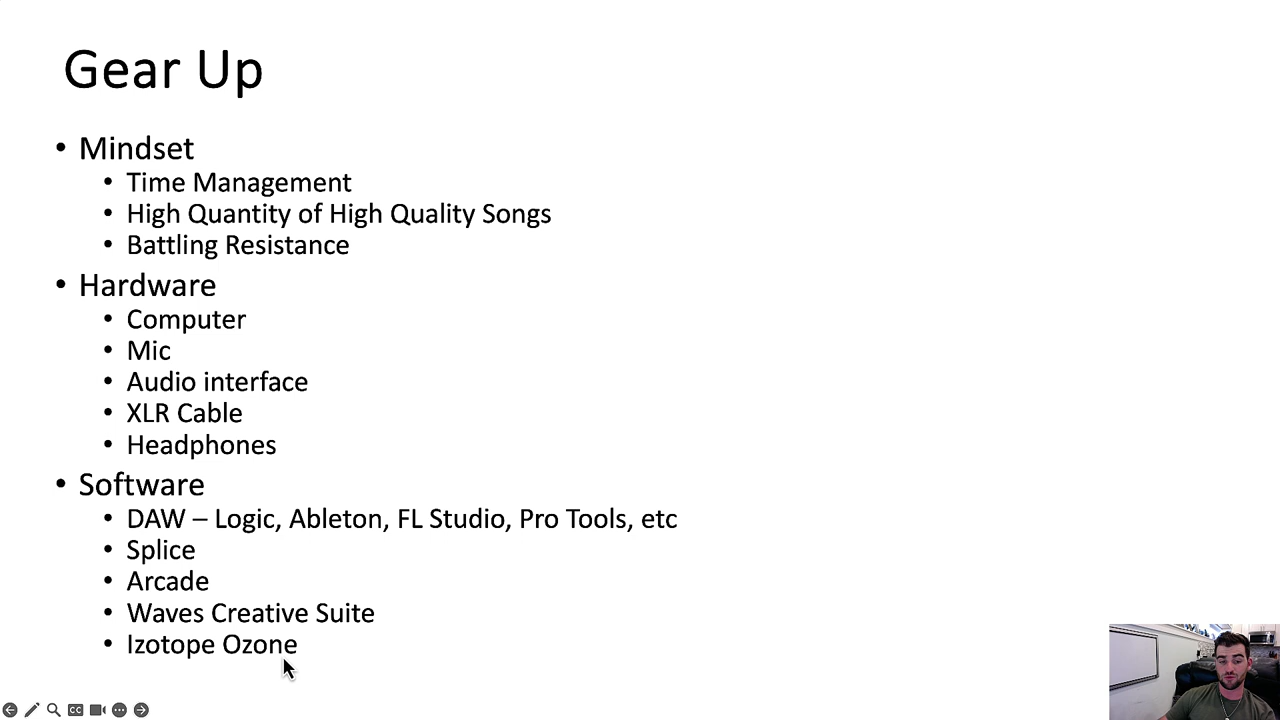 Gear Up
• Mindset
• Time Management
• High Quantity of High Quality Songs
• Battling Resistance
• Hardware
• Computer
• Mic
• Audio interface
• XLR Cable
• Headphones
• Software
• DAW – Logic, Ableton, FL Studio, Pro Tools, etc
• Splice
• Arcade
• Waves Creative Suite
• Izotope Ozone
CC